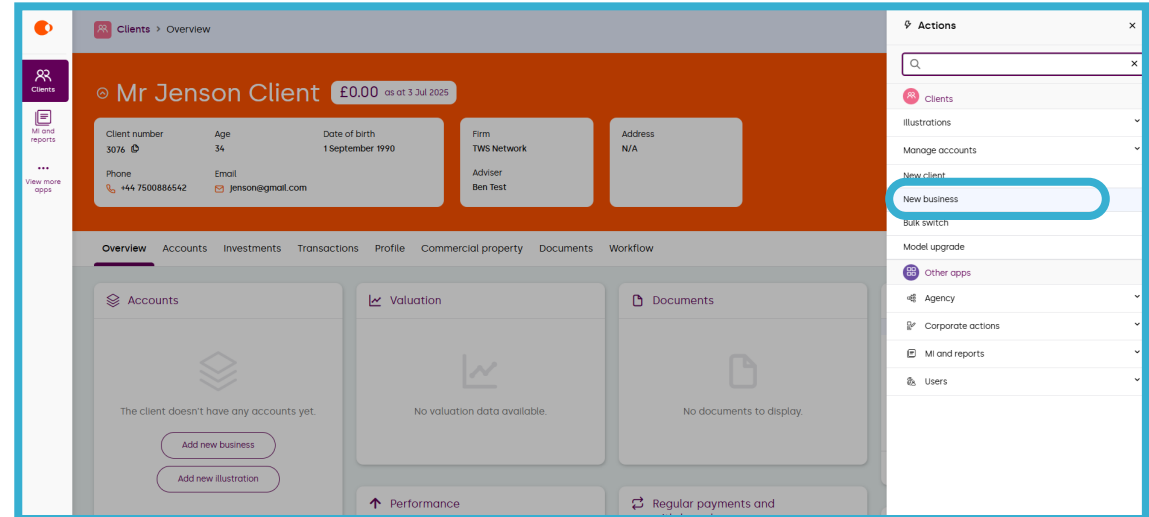 Clients > Overview
Actions
Clients
MI and
reports
View more
apps
Mr Jenson Client £0.00 as at 3 Jul 2025
Client number
3076
Age
34
Date of birth
1 September 1990
Phone
+44 7500886542
Email
jenson@gmail.com
Firm
TWS Network
Adviser
Ben Test
Address
N/A
Overview Accounts Investments Transactions Profile Commercial property Documents Workflow
Accounts
The client doesn't have any accounts yet.
Add new business
Add new illustration
Valuation
No valuation data available.
Documents
No documents to display.
Performance
Regular payments and
Clients
Illustrations
Manage accounts
New client
New business
Bulk switch
Model upgrade
Other apps
Agency
Corporate actions
MI and reports
Users